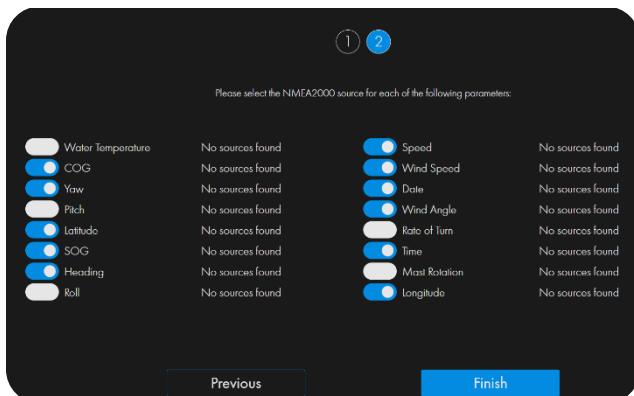 1 2
Please select the NMEA2000 source for each of the following parameters:
Water Temperature No sources found Speed No sources found
COG No sources found Wind Speed No sources found
Yaw No sources found Date No sources found
Pitch No sources found Wind Angle No sources found
Latitude No sources found Rate of Turn No sources found
SOG No sources found Time No sources found
Heading No sources found Mast Rotation No sources found
Roll No sources found Longitude No sources found
Previous Finish